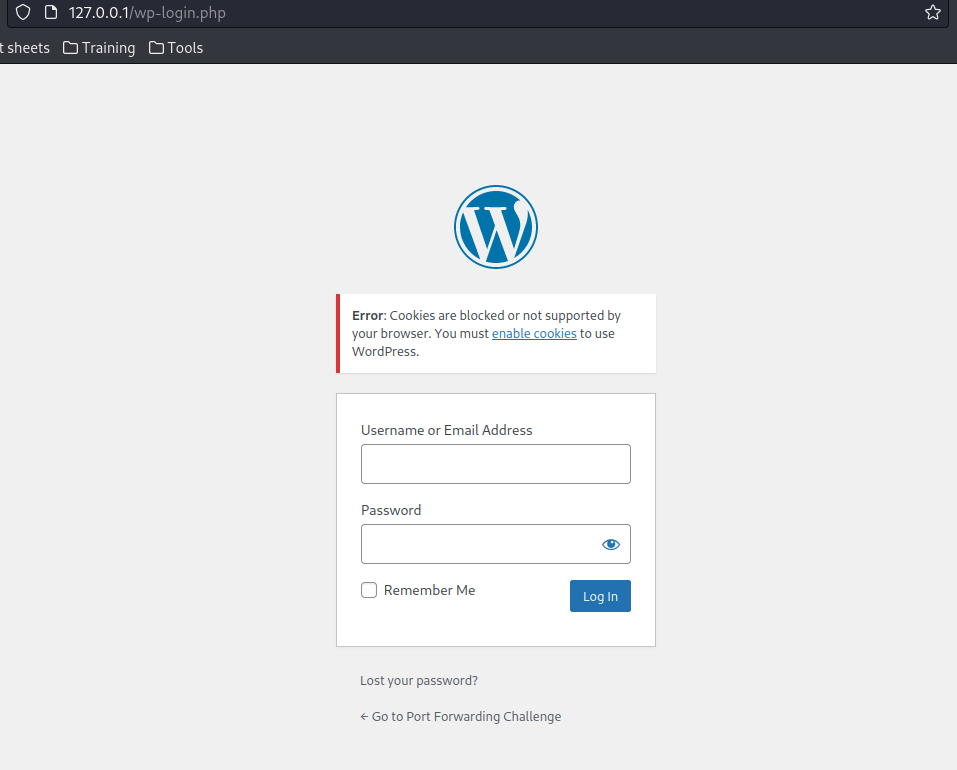 127.0.0.1/wp-login.php
t sheets Training Tools
Error: Cookies are blocked or not supported by
your browser. You must enable cookies to use
WordPress.
Username or Email Address
Password
Remember Me
Log In
Lost your password?
← Go to Port Forwarding Challenge